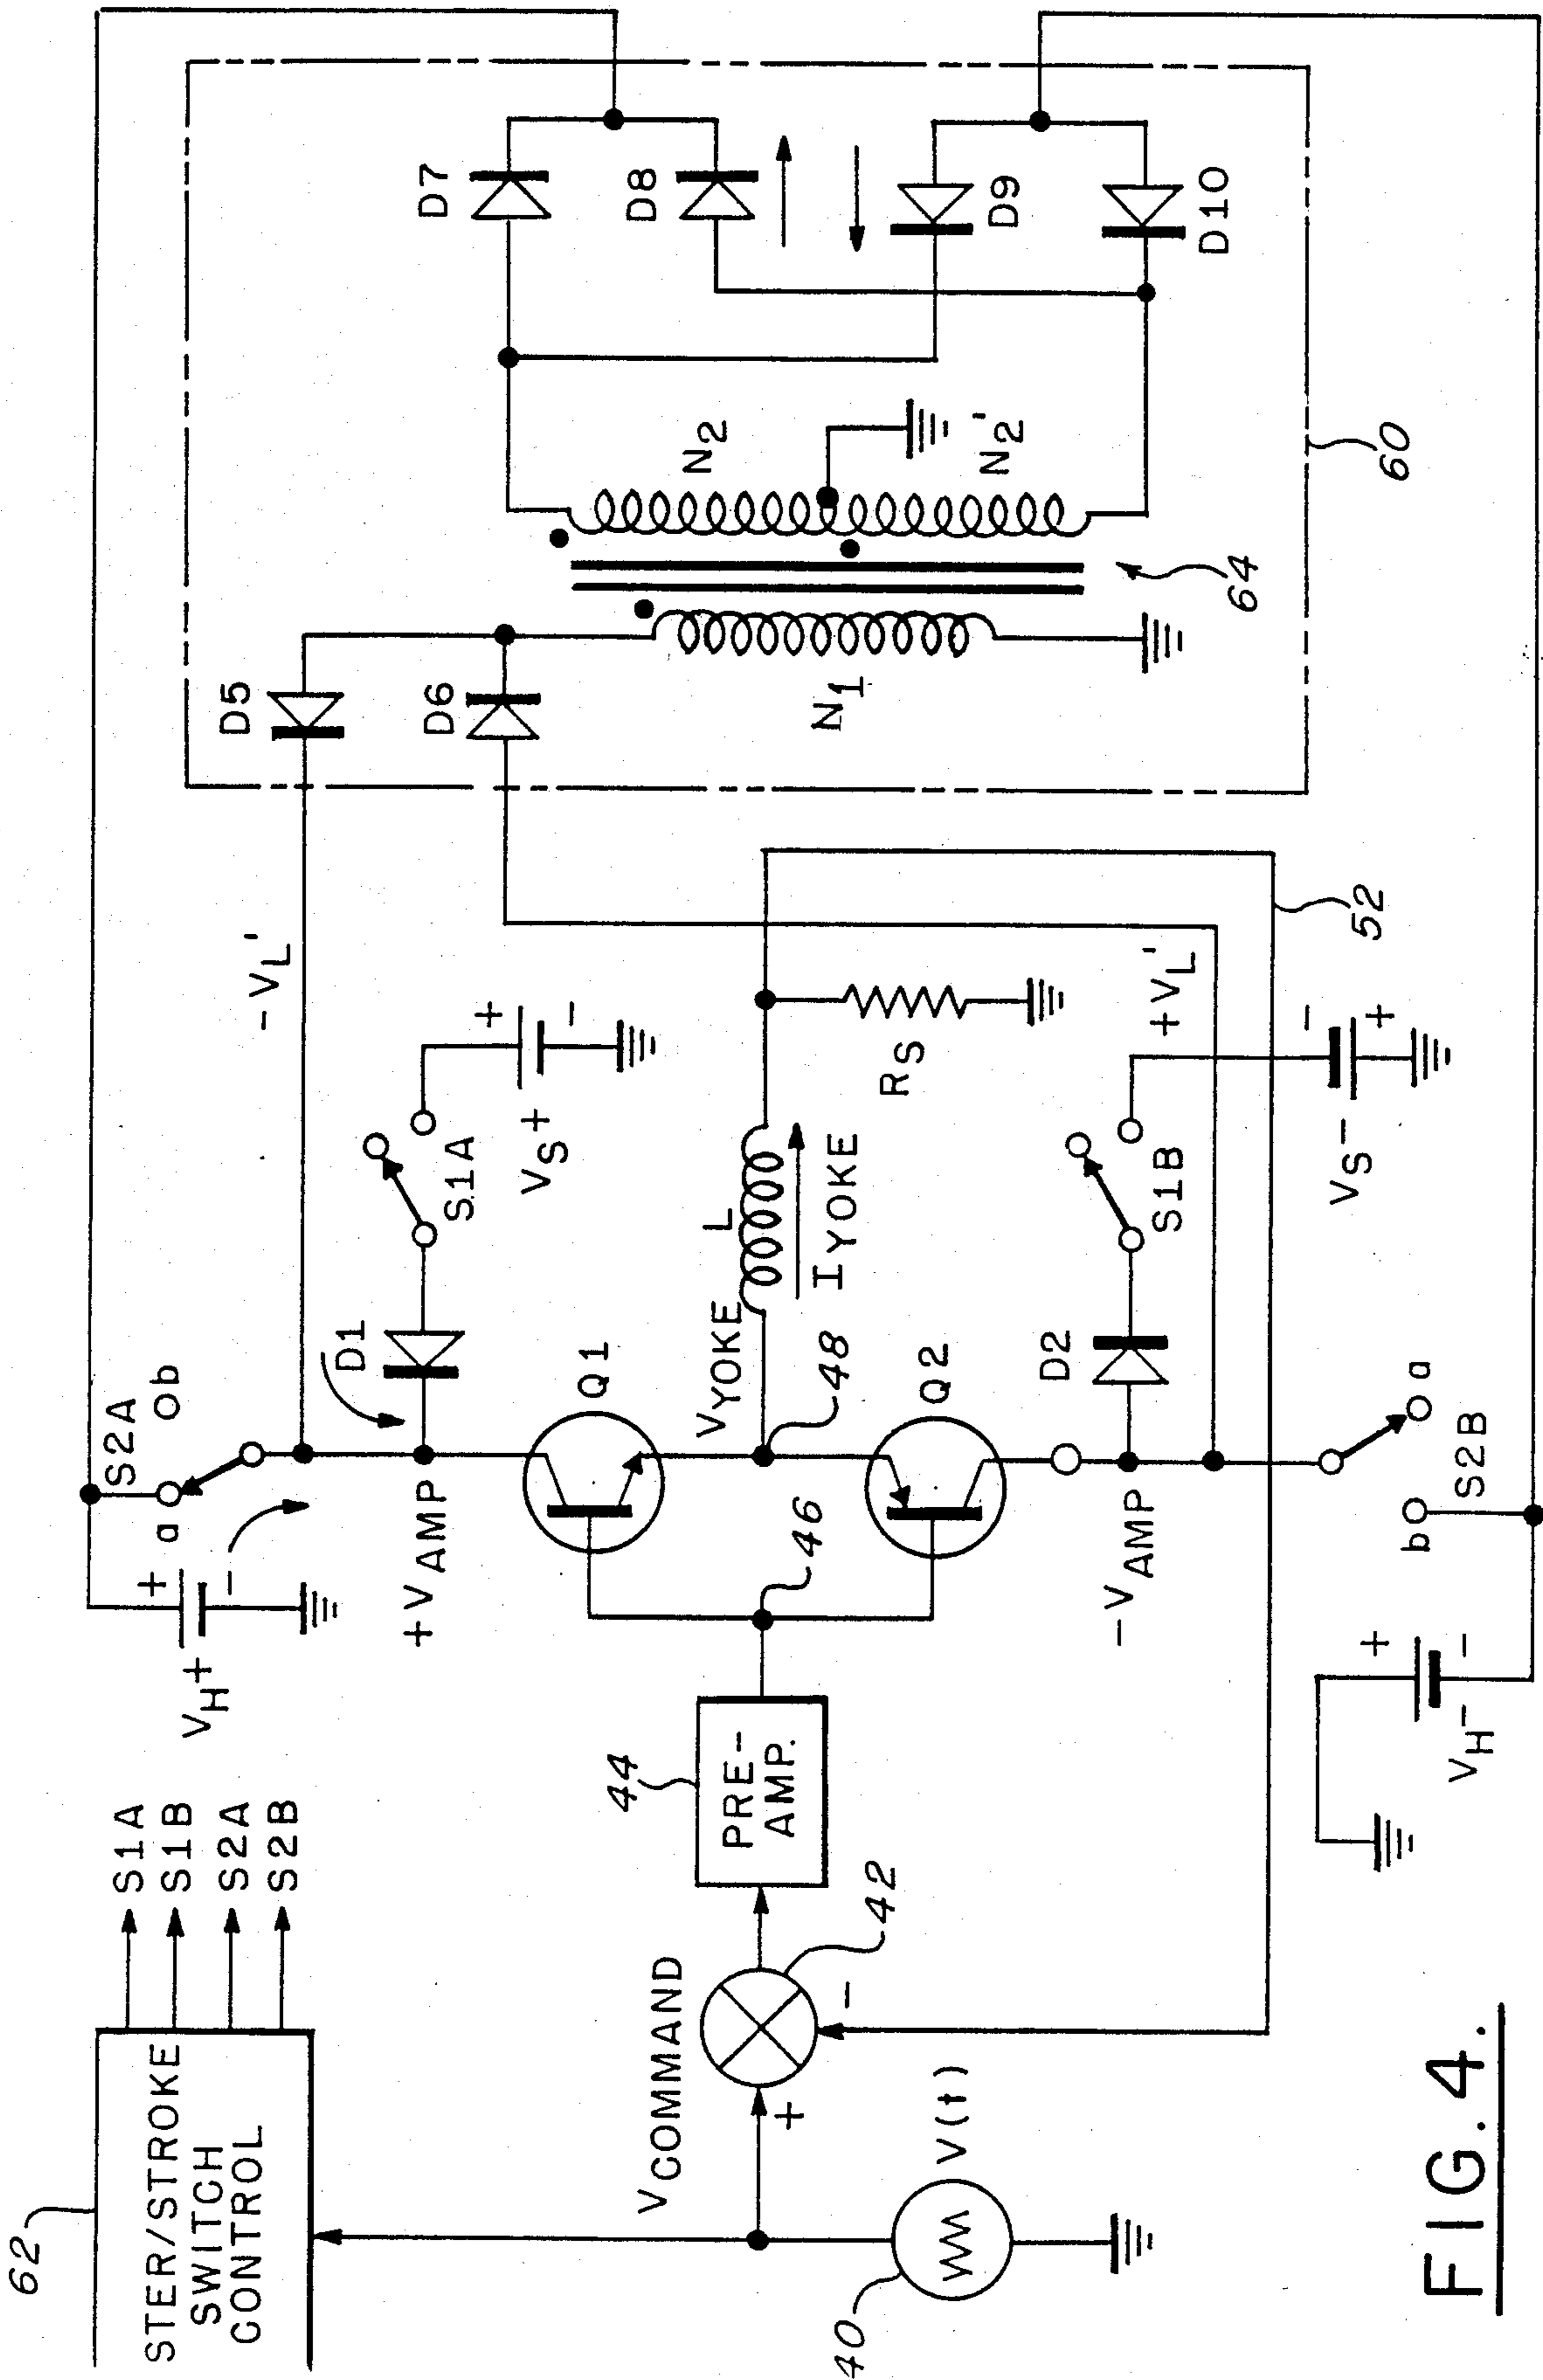 62
STER/STROKE
SWITCH
CONTROL
S1A
S1B
S2A
S2B
VH+
+
-
a
S2A
b
-VL'
D5
D6
D7
D8
D9
D10
+VAMP
D1
S1A
VS+
+
-
N1
N2
N'2
64
60
40
V(t)
VCOMMAND
+
-
42
44
PRE-
AMP.
46
Q1
VYOKE
48
L
IYOKE
RS
52
Q2
-VAMP
D2
S1B
+VL'
VS-
-
+
b
a
S2B
VH-
+
-
FIG. 4.